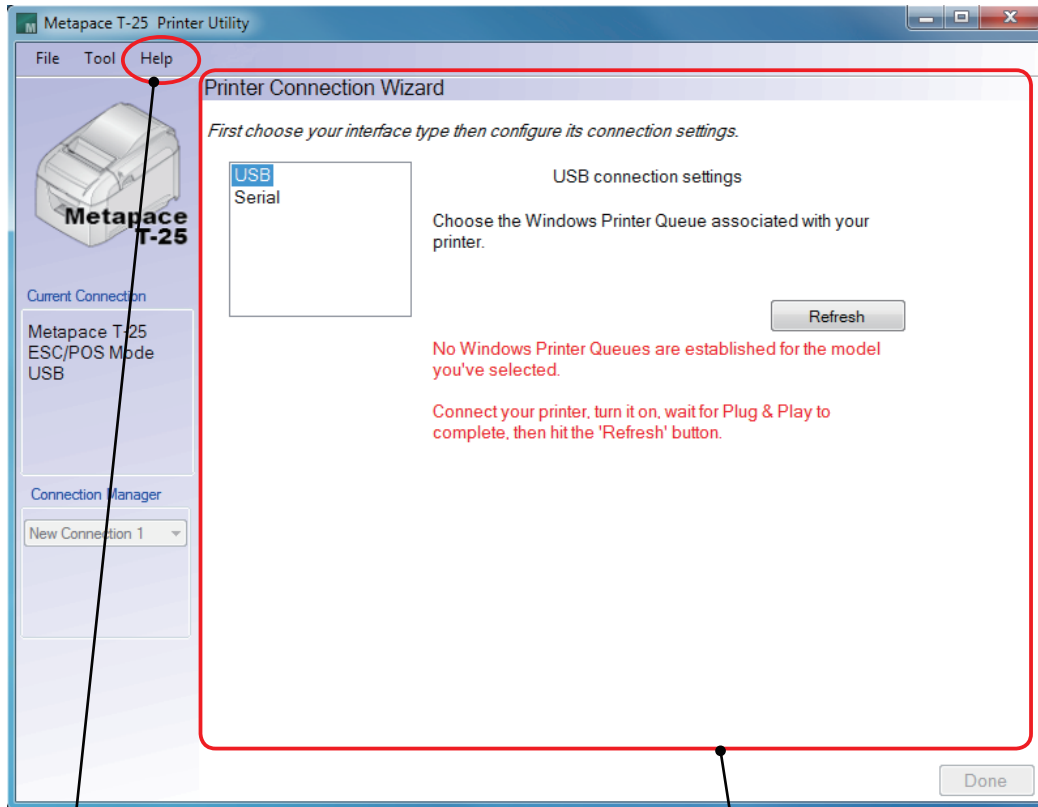 Metapace T-25 Printer Utility
File Tool Help
Metapace
T-25
Current Connection
Metapace T-25
ESC/POS Mode
USB
Connection Manager
New Connection 1
Printer Connection Wizard
First choose your interface type then configure its connection settings.
USB
Serial
USB connection settings
Choose the Windows Printer Queue associated with your
printer.
Refresh
No Windows Printer Queues are established for the model
you've selected.
Connect your printer, turn it on, wait for Plug & Play to
complete, then hit the 'Refresh' button.
Done